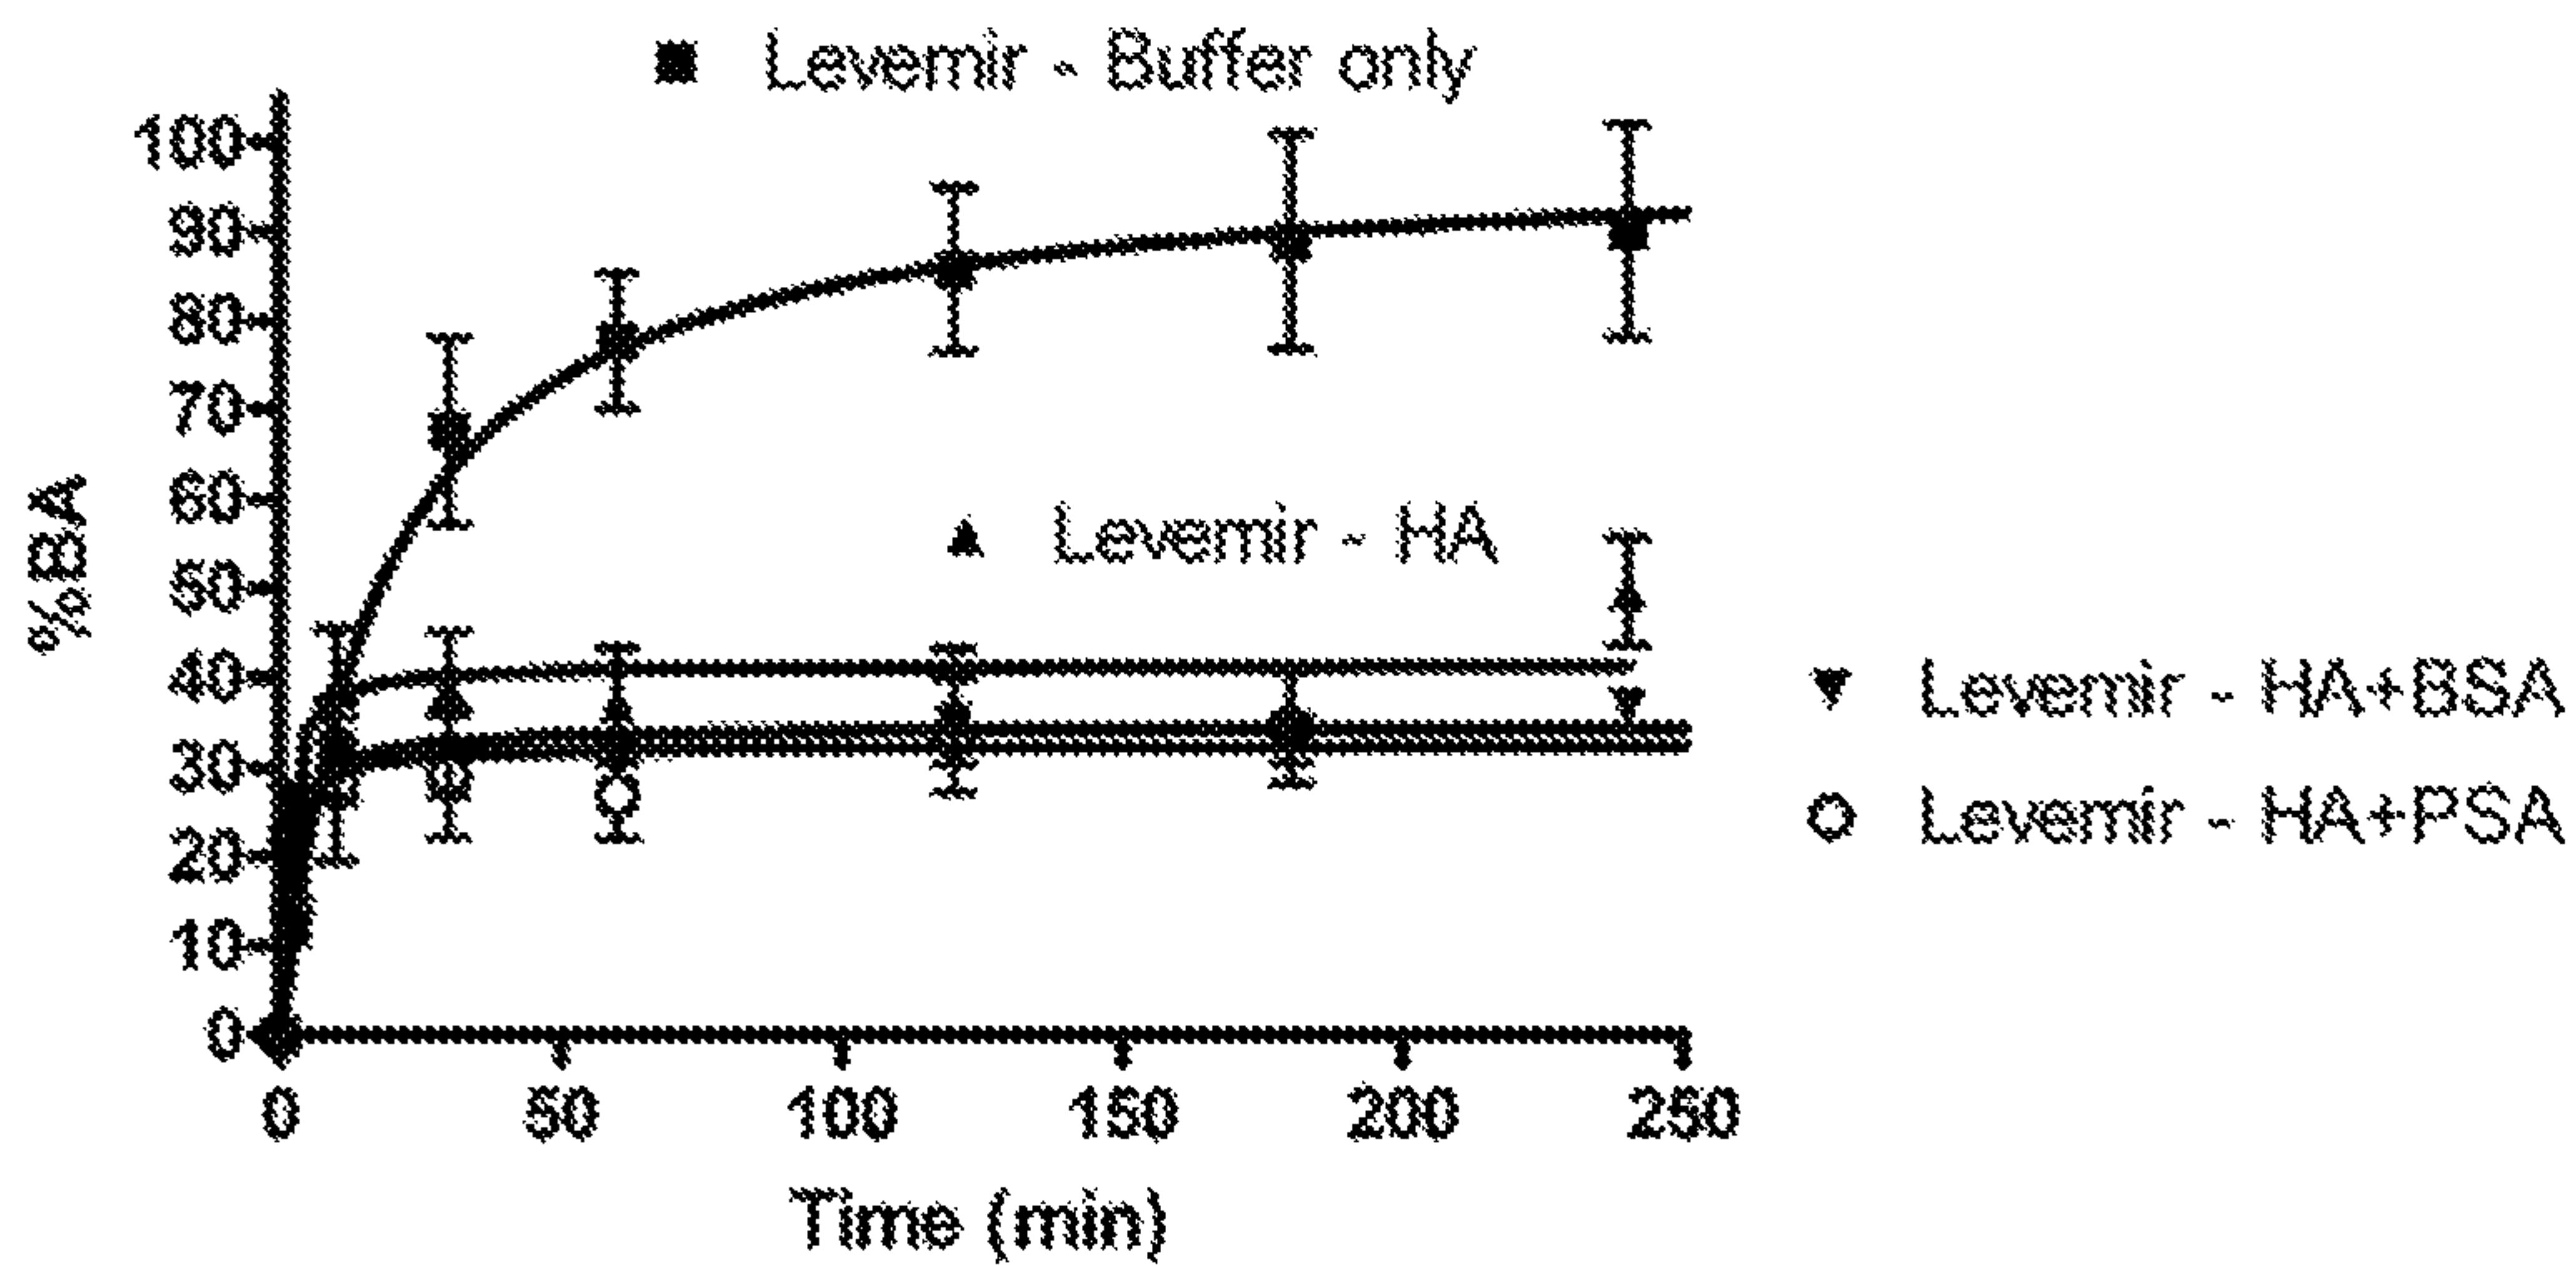 Levemir - Buffer only
100
90
80
70
60
50
40
30
20
10
0
%BA
Levemir - HA
Levemir - HA+BSA
Levemir - HA+PSA
0 50 100 150 200 250
Time (min)